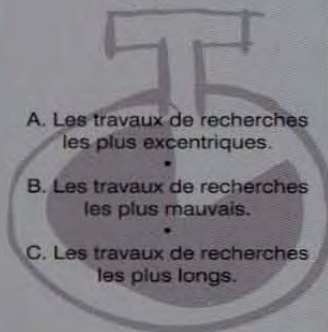 A. Les travaux de recherches
les plus excentriques.
•
B. Les travaux de recherches
les plus mauvais.
•
C. Les travaux de recherches
les plus longs.